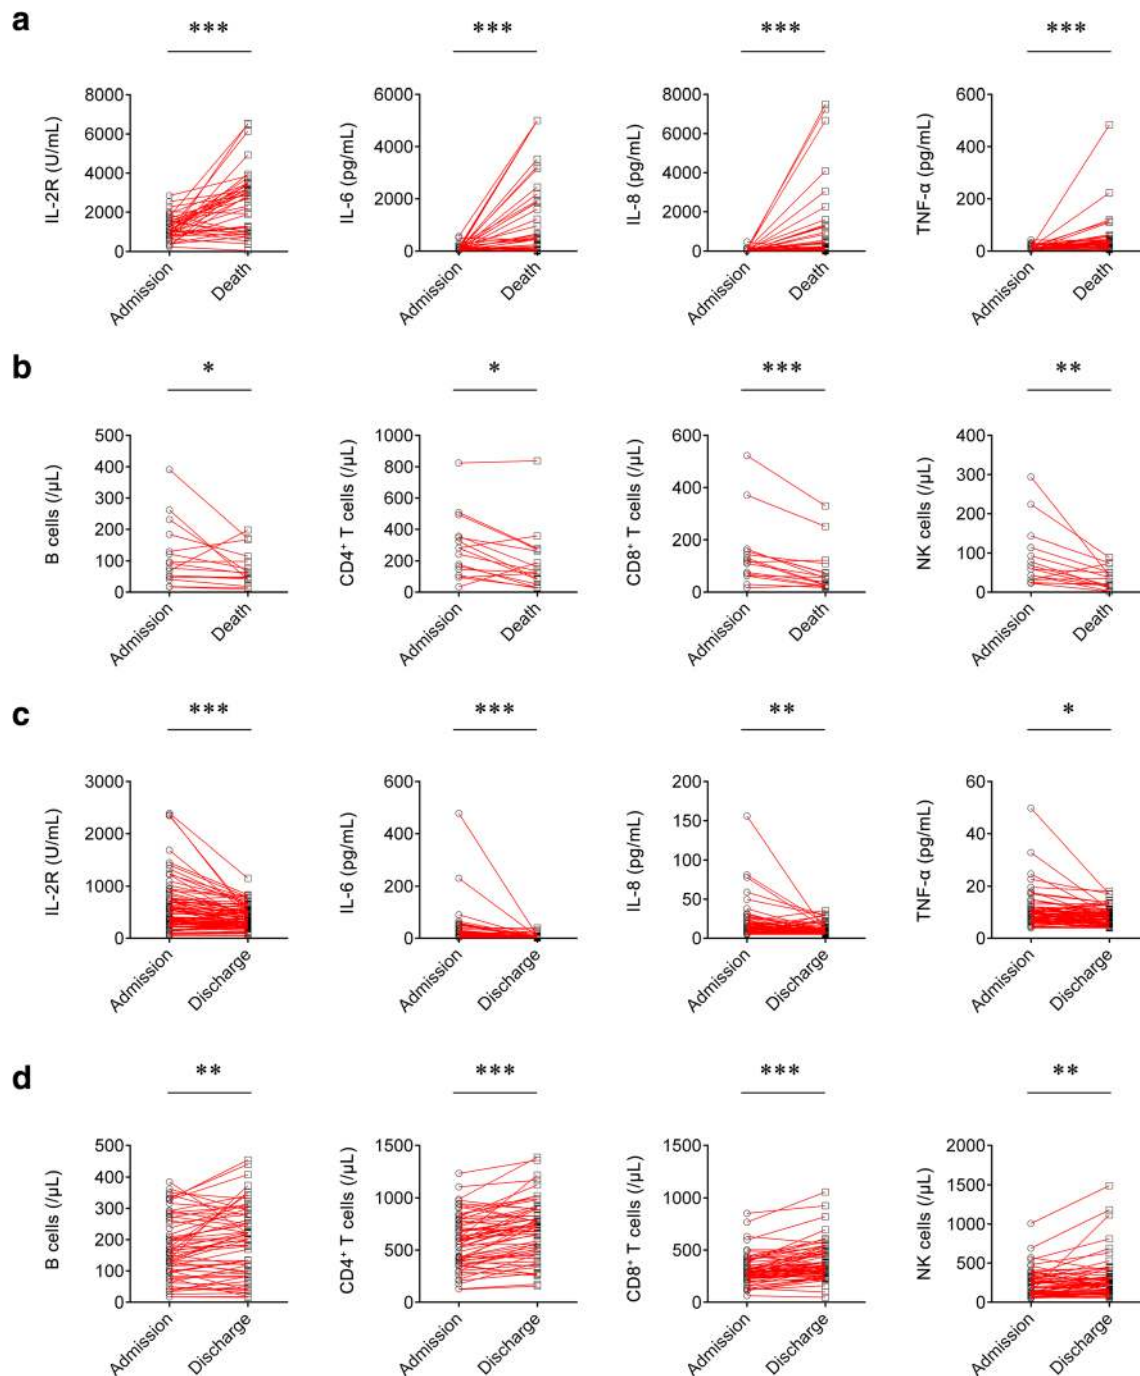 a
*** *** *** ***
IL-2R (U/mL)
8000
6000
4000
2000
0
Admission
Death
IL-6 (pg/mL)
6000
4000
2000
0
Admission
Death
IL-8 (pg/mL)
8000
6000
4000
2000
0
Admission
Death
TNF-α (pg/mL)
600
400
200
0
Admission
Death
b
* * *** **
B cells (/μL)
500
400
300
200
100
0
Admission
Death
CD4⁺ T cells (/μL)
1000
800
600
400
200
0
Admission
Death
CD8⁺ T cells (/μL)
600
400
200
0
Admission
Death
NK cells (/μL)
400
300
200
100
0
Admission
Death
c
*** *** ** *
IL-2R (U/mL)
3000
2000
1000
0
Admission
Discharge
IL-6 (pg/mL)
600
400
200
0
Admission
Discharge
IL-8 (pg/mL)
200
150
100
50
0
Admission
Discharge
TNF-α (pg/mL)
60
40
20
0
Admission
Discharge
d
** *** *** **
B cells (/μL)
500
400
300
200
100
0
Admission
Discharge
CD4⁺ T cells (/μL)
1500
1000
500
0
Admission
Discharge
CD8⁺ T cells (/μL)
1500
1000
500
0
Admission
Discharge
NK cells (/μL)
2000
1500
1000
500
0
Admission
Discharge